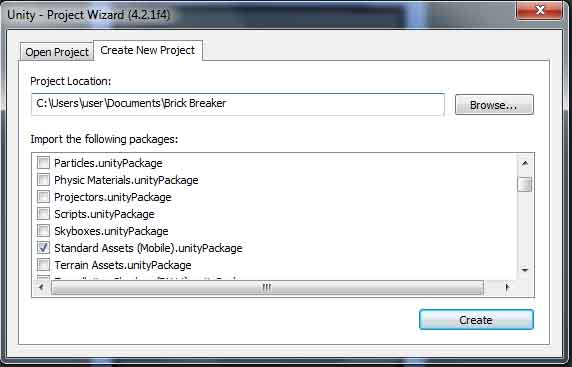 Unity - Project Wizard (4.2.1f4)
Open Project Create New Project
Project Location:
C:\Users\user\Documents\Brick Breaker
Browse...
Import the following packages:
Particles.unityPackage
Physic Materials.unityPackage
Projectors.unityPackage
Scripts.unityPackage
Skyboxes.unityPackage
Standard Assets (Mobile).unityPackage
Terrain Assets.unityPackage
Create